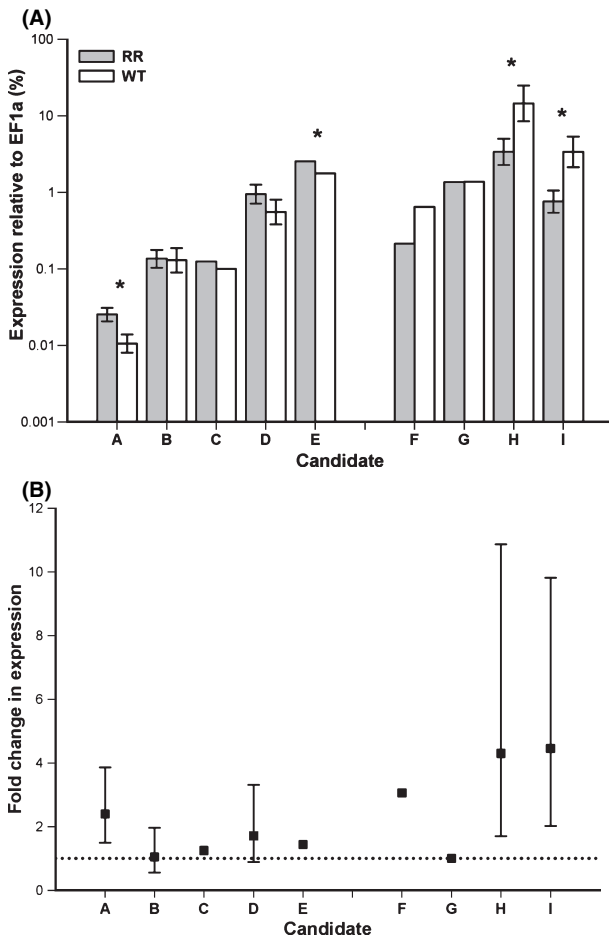 (A)
100
10
1
0.1
0.01
0.001
Expression relative to EF1a (%)
RR
WT
*
*
*
*
A B C D E F G H I
Candidate
(B)
12
10
8
6
4
2
0
Fold change in expression
A B C D E F G H I
Candidate